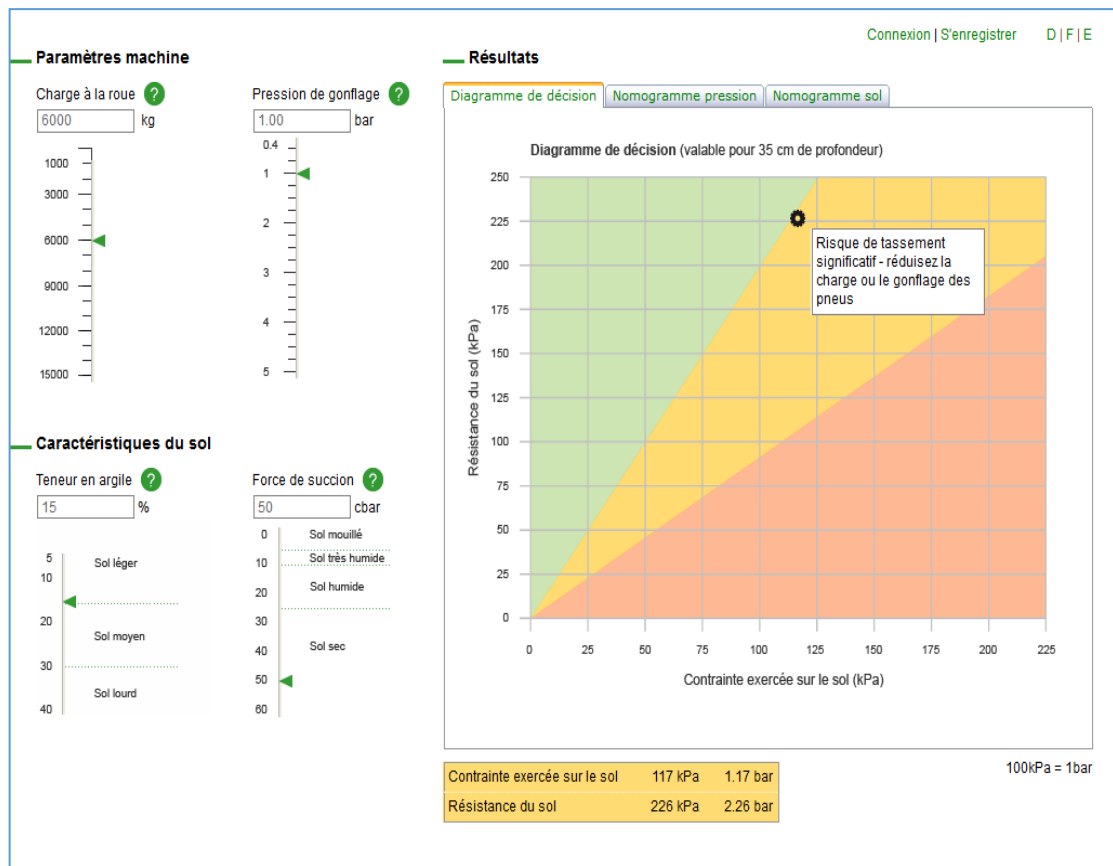 Connexion | S'enregistrer D | F | E
Paramètres machine
Charge à la roue ?
6000 kg
1000
3000
6000
9000
12000
15000
Pression de gonflage ?
1.00 bar
0.4
1
2
3
4
5
Caractéristiques du sol
Teneur en argile ?
15 %
5
10
20
30
40
Sol léger
Sol moyen
Sol lourd
Force de succion ?
50 cbar
0
10
20
30
40
50
60
Sol mouillé
Sol très humide
Sol humide
Sol sec
Résultats
Diagramme de décision Nomogramme pression Nomogramme sol
Diagramme de décision (valable pour 35 cm de profondeur)
Résistance du sol (kPa)
250
225
200
175
150
125
100
75
50
25
0
Risque de tassement
significatif - réduisez la
charge ou le gonflage des
pneus
0 25 50 75 100 125 150 175 200 225
Contrainte exercée sur le sol (kPa)
Contrainte exercée sur le sol 117 kPa 1.17 bar
Résistance du sol 226 kPa 2.26 bar
100kPa = 1bar